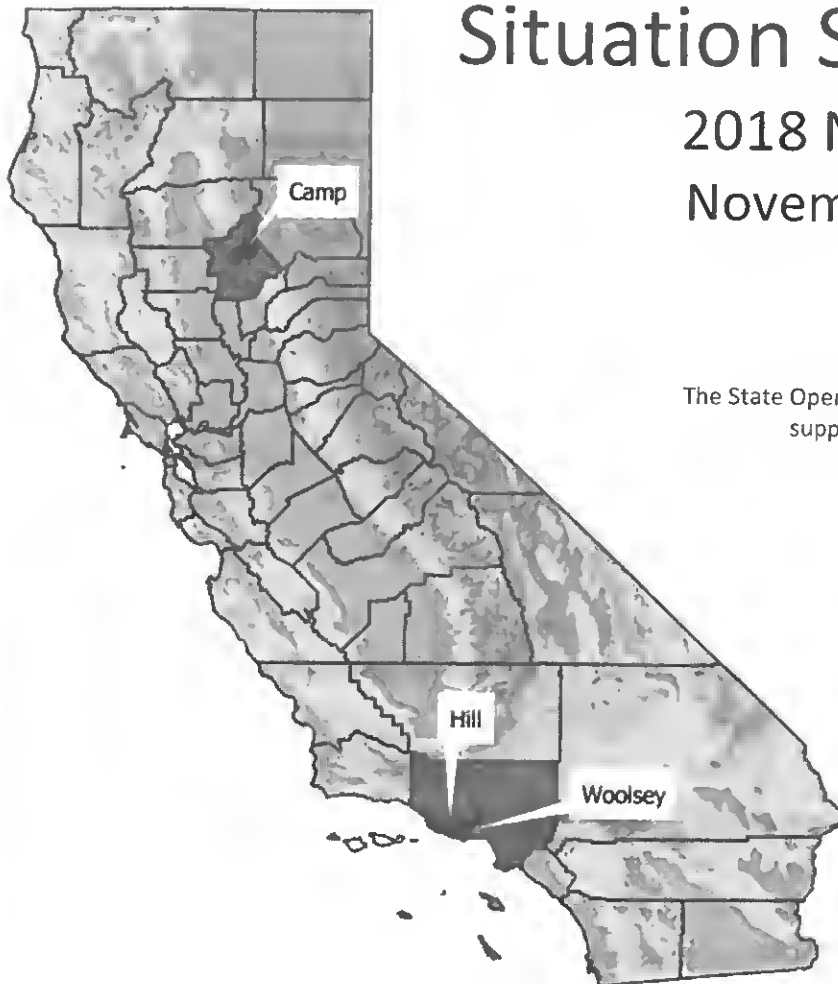 Situation S
2018 N
Novem
Camp
The State Oper
supp
Hill
Woolsey